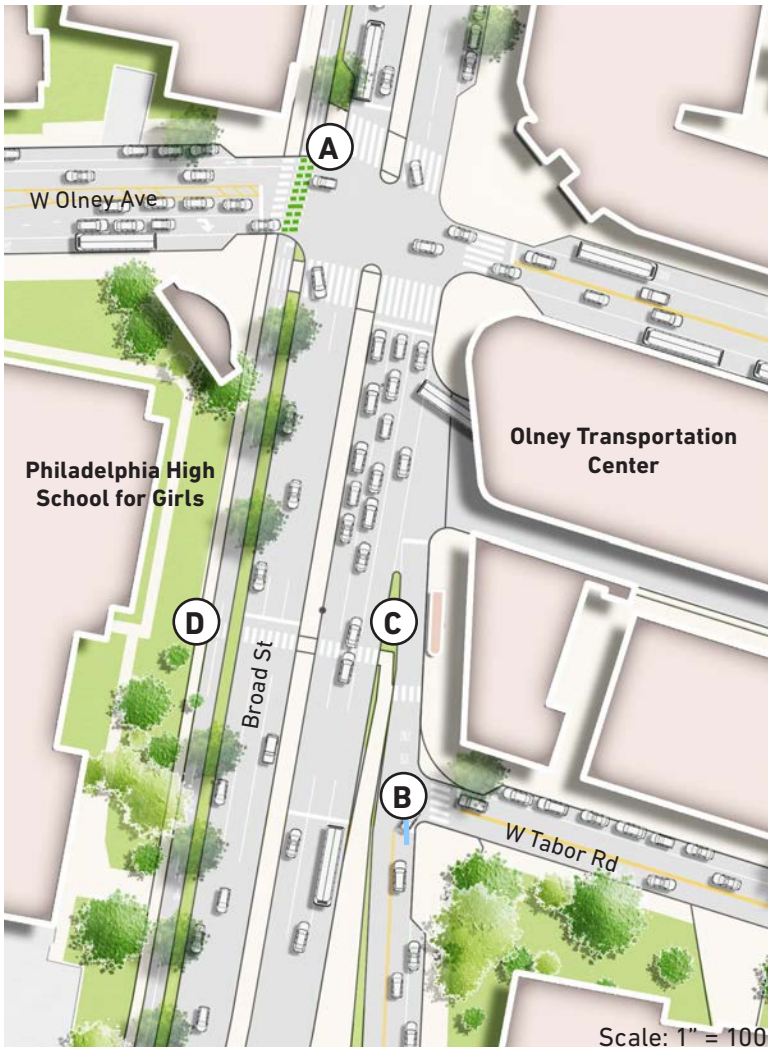 A
W Olney Ave
Olney Transportation
Center
Philadelphia High
School for Girls
D
C
Broad St
B
W Tabor Rd
Scale: 1" = 100